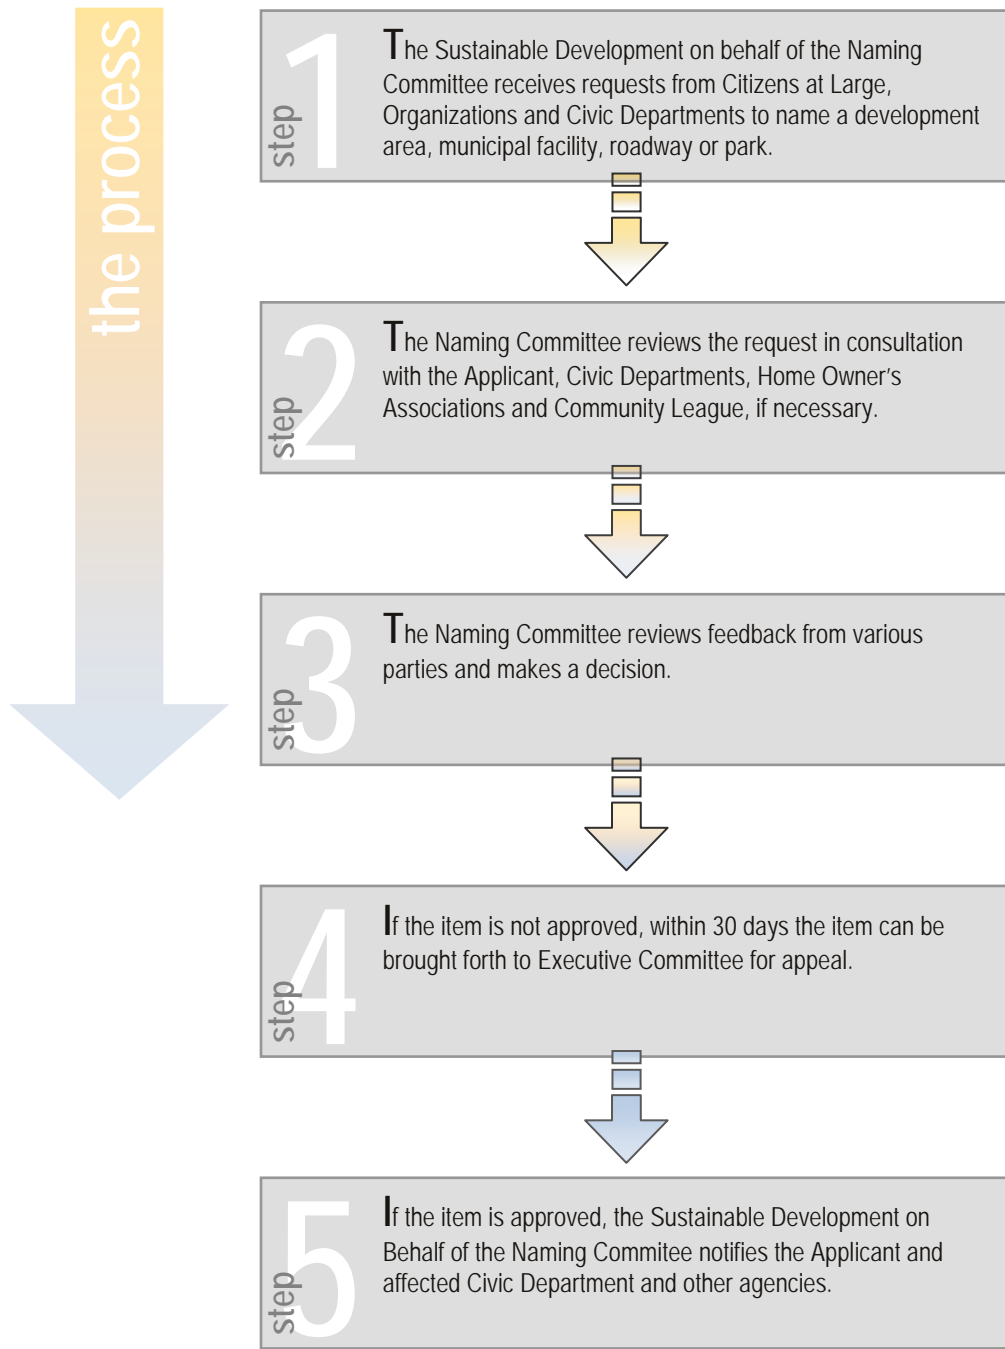 the process
step 1
The Sustainable Development on behalf of the Naming
Committee receives requests from Citizens at Large,
Organizations and Civic Departments to name a development
area, municipal facility, roadway or park.
step 2
The Naming Committee reviews the request in consultation
with the Applicant, Civic Departments, Home Owner's
Associations and Community League, if necessary.
step 3
The Naming Committee reviews feedback from various
parties and makes a decision.
step 4
If the item is not approved, within 30 days the item can be
brought forth to Executive Committee for appeal.
step 5
If the item is approved, the Sustainable Development on
Behalf of the Naming Commitee notifies the Applicant and
affected Civic Department and other agencies.